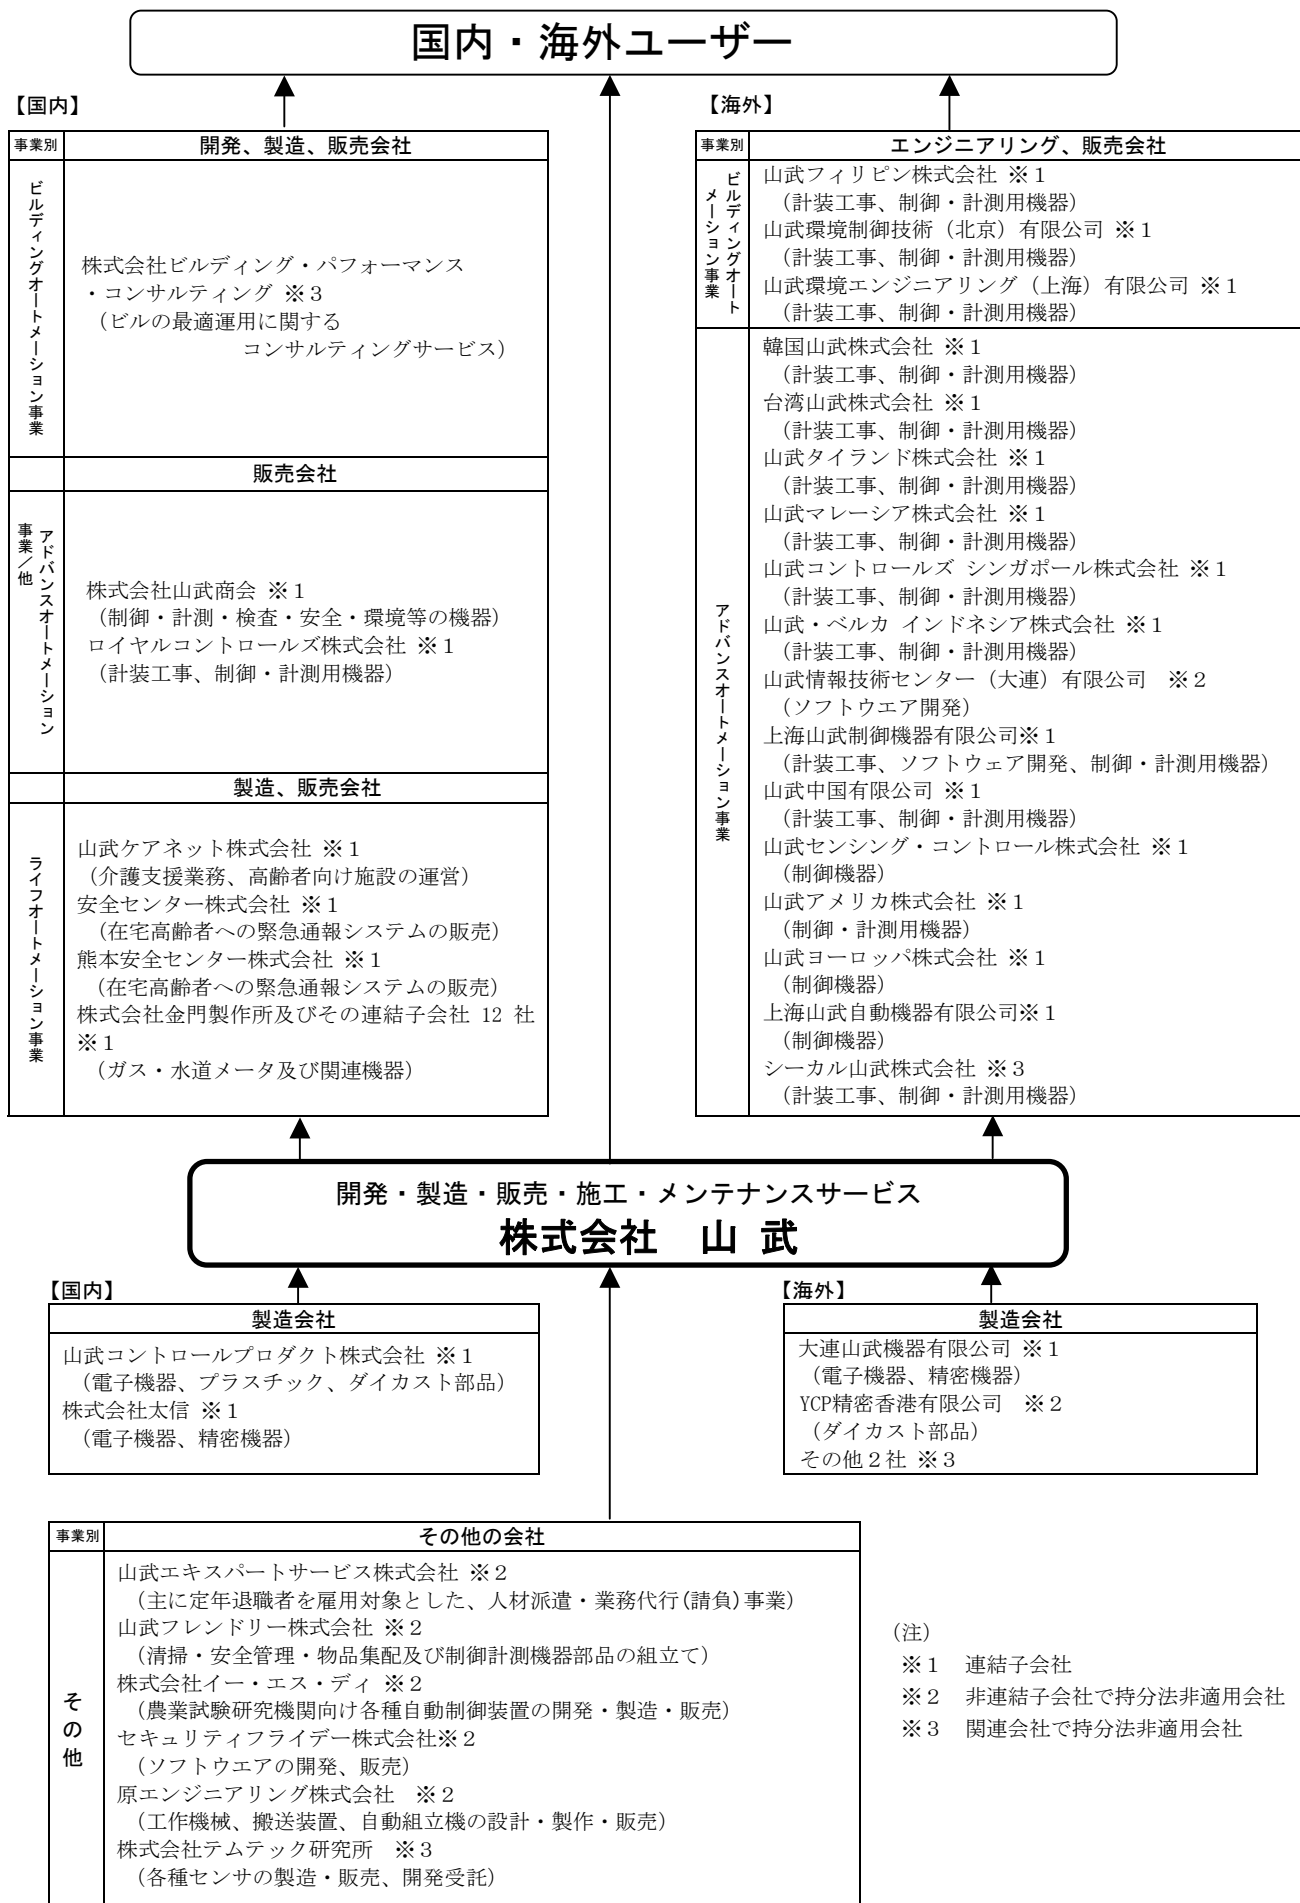 国内・海外ユーザー
【国内】
事業別
開発、製造、販売会社
ビルディングオートメーション事業
株式会社ビルディング・パフォーマンス
・コンサルティング ※３
（ビルの最適運用に関する
コンサルティングサービス）
販売会社
アドバンスオートメーション
事業／他
株式会社山武商会 ※１
（制御・計測・検査・安全・環境等の機器）
ロイヤルコントロールズ株式会社 ※１
（計装工事、制御・計測用機器）
製造、販売会社
ライフオートメーション事業
山武ケアネット株式会社 ※１
（介護支援業務、高齢者向け施設の運営）
安全センター株式会社 ※１
（在宅高齢者への緊急通報システムの販売）
熊本安全センター株式会社 ※１
（在宅高齢者への緊急通報システムの販売）
株式会社金門製作所及びその連結子会社 12 社
※１
（ガス・水道メータ及び関連機器）
【海外】
事業別
エンジニアリング、販売会社
ビルディングオート
メーション事業
山武フィリピン株式会社 ※１
（計装工事、制御・計測用機器）
山武環境制御技術（北京）有限公司 ※１
（計装工事、制御・計測用機器）
山武環境エンジニアリング（上海）有限公司 ※１
（計装工事、制御・計測用機器）
アドバンスオートメーション事業
韓国山武株式会社 ※１
（計装工事、制御・計測用機器）
台湾山武株式会社 ※１
（計装工事、制御・計測用機器）
山武タイランド株式会社 ※１
（計装工事、制御・計測用機器）
山武マレーシア株式会社 ※１
（計装工事、制御・計測用機器）
山武コントロールズ シンガポール株式会社 ※１
（計装工事、制御・計測用機器）
山武・ベルカ インドネシア株式会社 ※１
（計装工事、制御・計測用機器）
山武情報技術センター（大連）有限公司　※２
（ソフトウエア開発）
上海山武制御機器有限公司※１
（計装工事、ソフトウェア開発、制御・計測用機器）
山武中国有限公司 ※１
（計装工事、制御・計測用機器）
山武センシング・コントロール株式会社 ※１
（制御機器）
山武アメリカ株式会社 ※１
（制御・計測用機器）
山武ヨーロッパ株式会社 ※１
（制御機器）
上海山武自動機器有限公司※１
（制御機器）
シーカル山武株式会社 ※３
（計装工事、制御・計測用機器）
開発・製造・販売・施工・メンテナンスサービス
株式会社　山 武
【国内】
製造会社
山武コントロールプロダクト株式会社 ※１
（電子機器、プラスチック、ダイカスト部品）
株式会社太信 ※１
（電子機器、精密機器）
【海外】
製造会社
大連山武機器有限公司 ※１
（電子機器、精密機器）
YCP精密香港有限公司　※２
（ダイカスト部品）
その他２社 ※３
事業別
その他の会社
その他
山武エキスパートサービス株式会社 ※２
（主に定年退職者を雇用対象とした、人材派遣・業務代行(請負)事業）
山武フレンドリー株式会社 ※２
（清掃・安全管理・物品集配及び制御計測機器部品の組立て）
株式会社イー・エス・ディ ※２
（農業試験研究機関向け各種自動制御装置の開発・製造・販売）
セキュリティフライデー株式会社※２
（ソフトウエアの開発、販売）
原エンジニアリング株式会社　※２
（工作機械、搬送装置、自動組立機の設計・製作・販売）
株式会社テムテック研究所　※３
（各種センサの製造・販売、開発受託）
（注）
※１　連結子会社
※２　非連結子会社で持分法非適用会社
※３　関連会社で持分法非適用会社